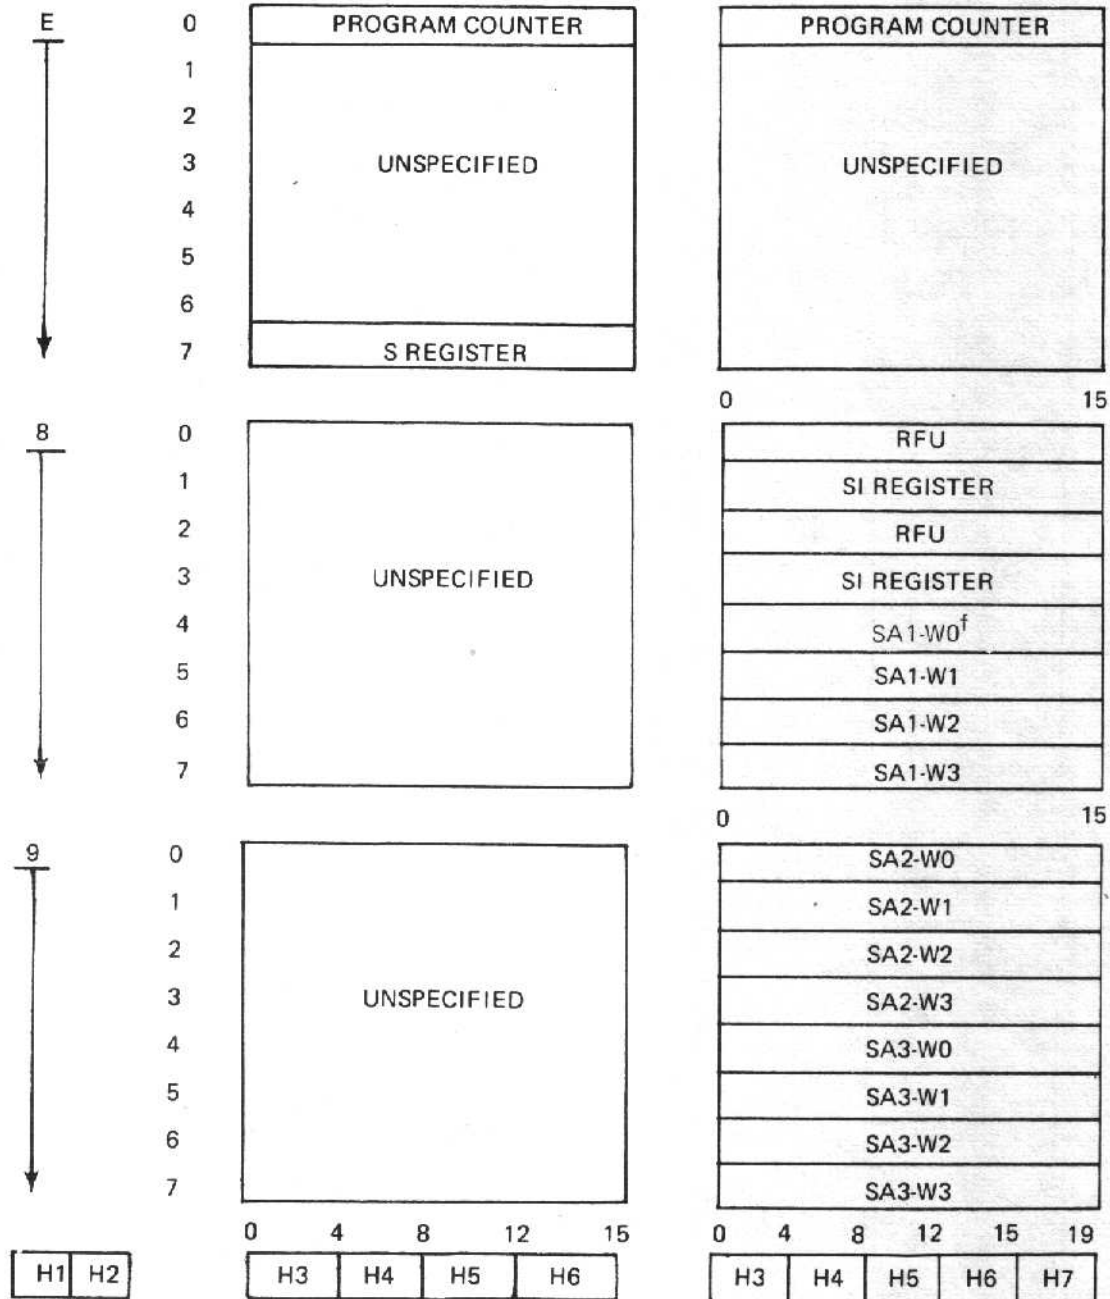 E 0 PROGRAM COUNTER PROGRAM COUNTER
1
2
3 UNSPECIFIED UNSPECIFIED
4
5
6
7 S REGISTER
0 15
8 0 RFU
1 SI REGISTER
2 RFU
3 UNSPECIFIED SI REGISTER
4 SA1-W0f
5 SA1-W1
6 SA1-W2
7 SA1-W3
0 15
9 0 SA2-W0
1 SA2-W1
2 SA2-W2
3 UNSPECIFIED SA2-W3
4 SA3-W0
5 SA3-W1
6 SA3-W2
7 SA3-W3
0 4 8 12 15 0 4 8 12 15 19
H1 H2 H3 H4 H5 H6 H3 H4 H5 H6 H7